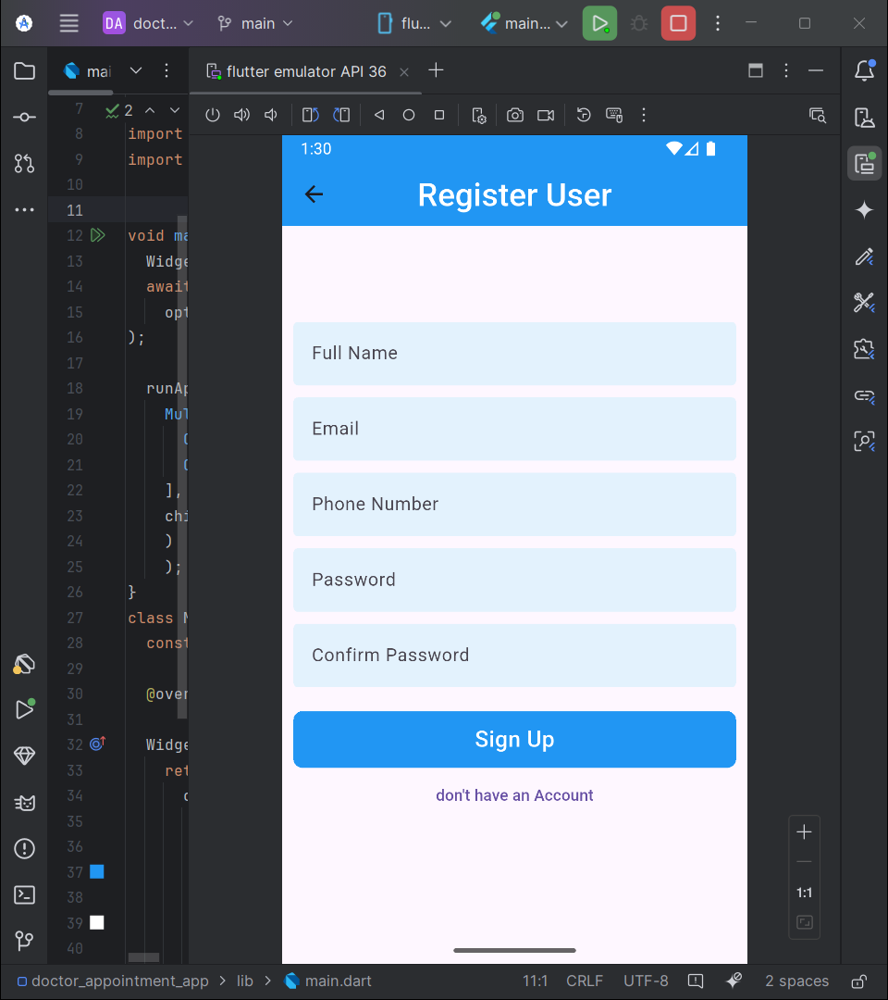 DA doct... main flu... main...
mai flutter emulator API 36
7 2
8 import
9 import
10
11
12 void ma
13 Widge
14 await
15 opt
16 );
17
18 runAp
19 Mul
20
21
22 ],
23 chi
24 )
25 );
26 }
27 class
28 const
29
30 @over
31
32 Widge
33 ret
34
35
36
37
38
39
40
1:30
Register User
Full Name
Email
Phone Number
Password
Confirm Password
Sign Up
don't have an Account
1:1
doctor_appointment_app > lib > main.dart 11:1 CRLF UTF-8 2 spaces